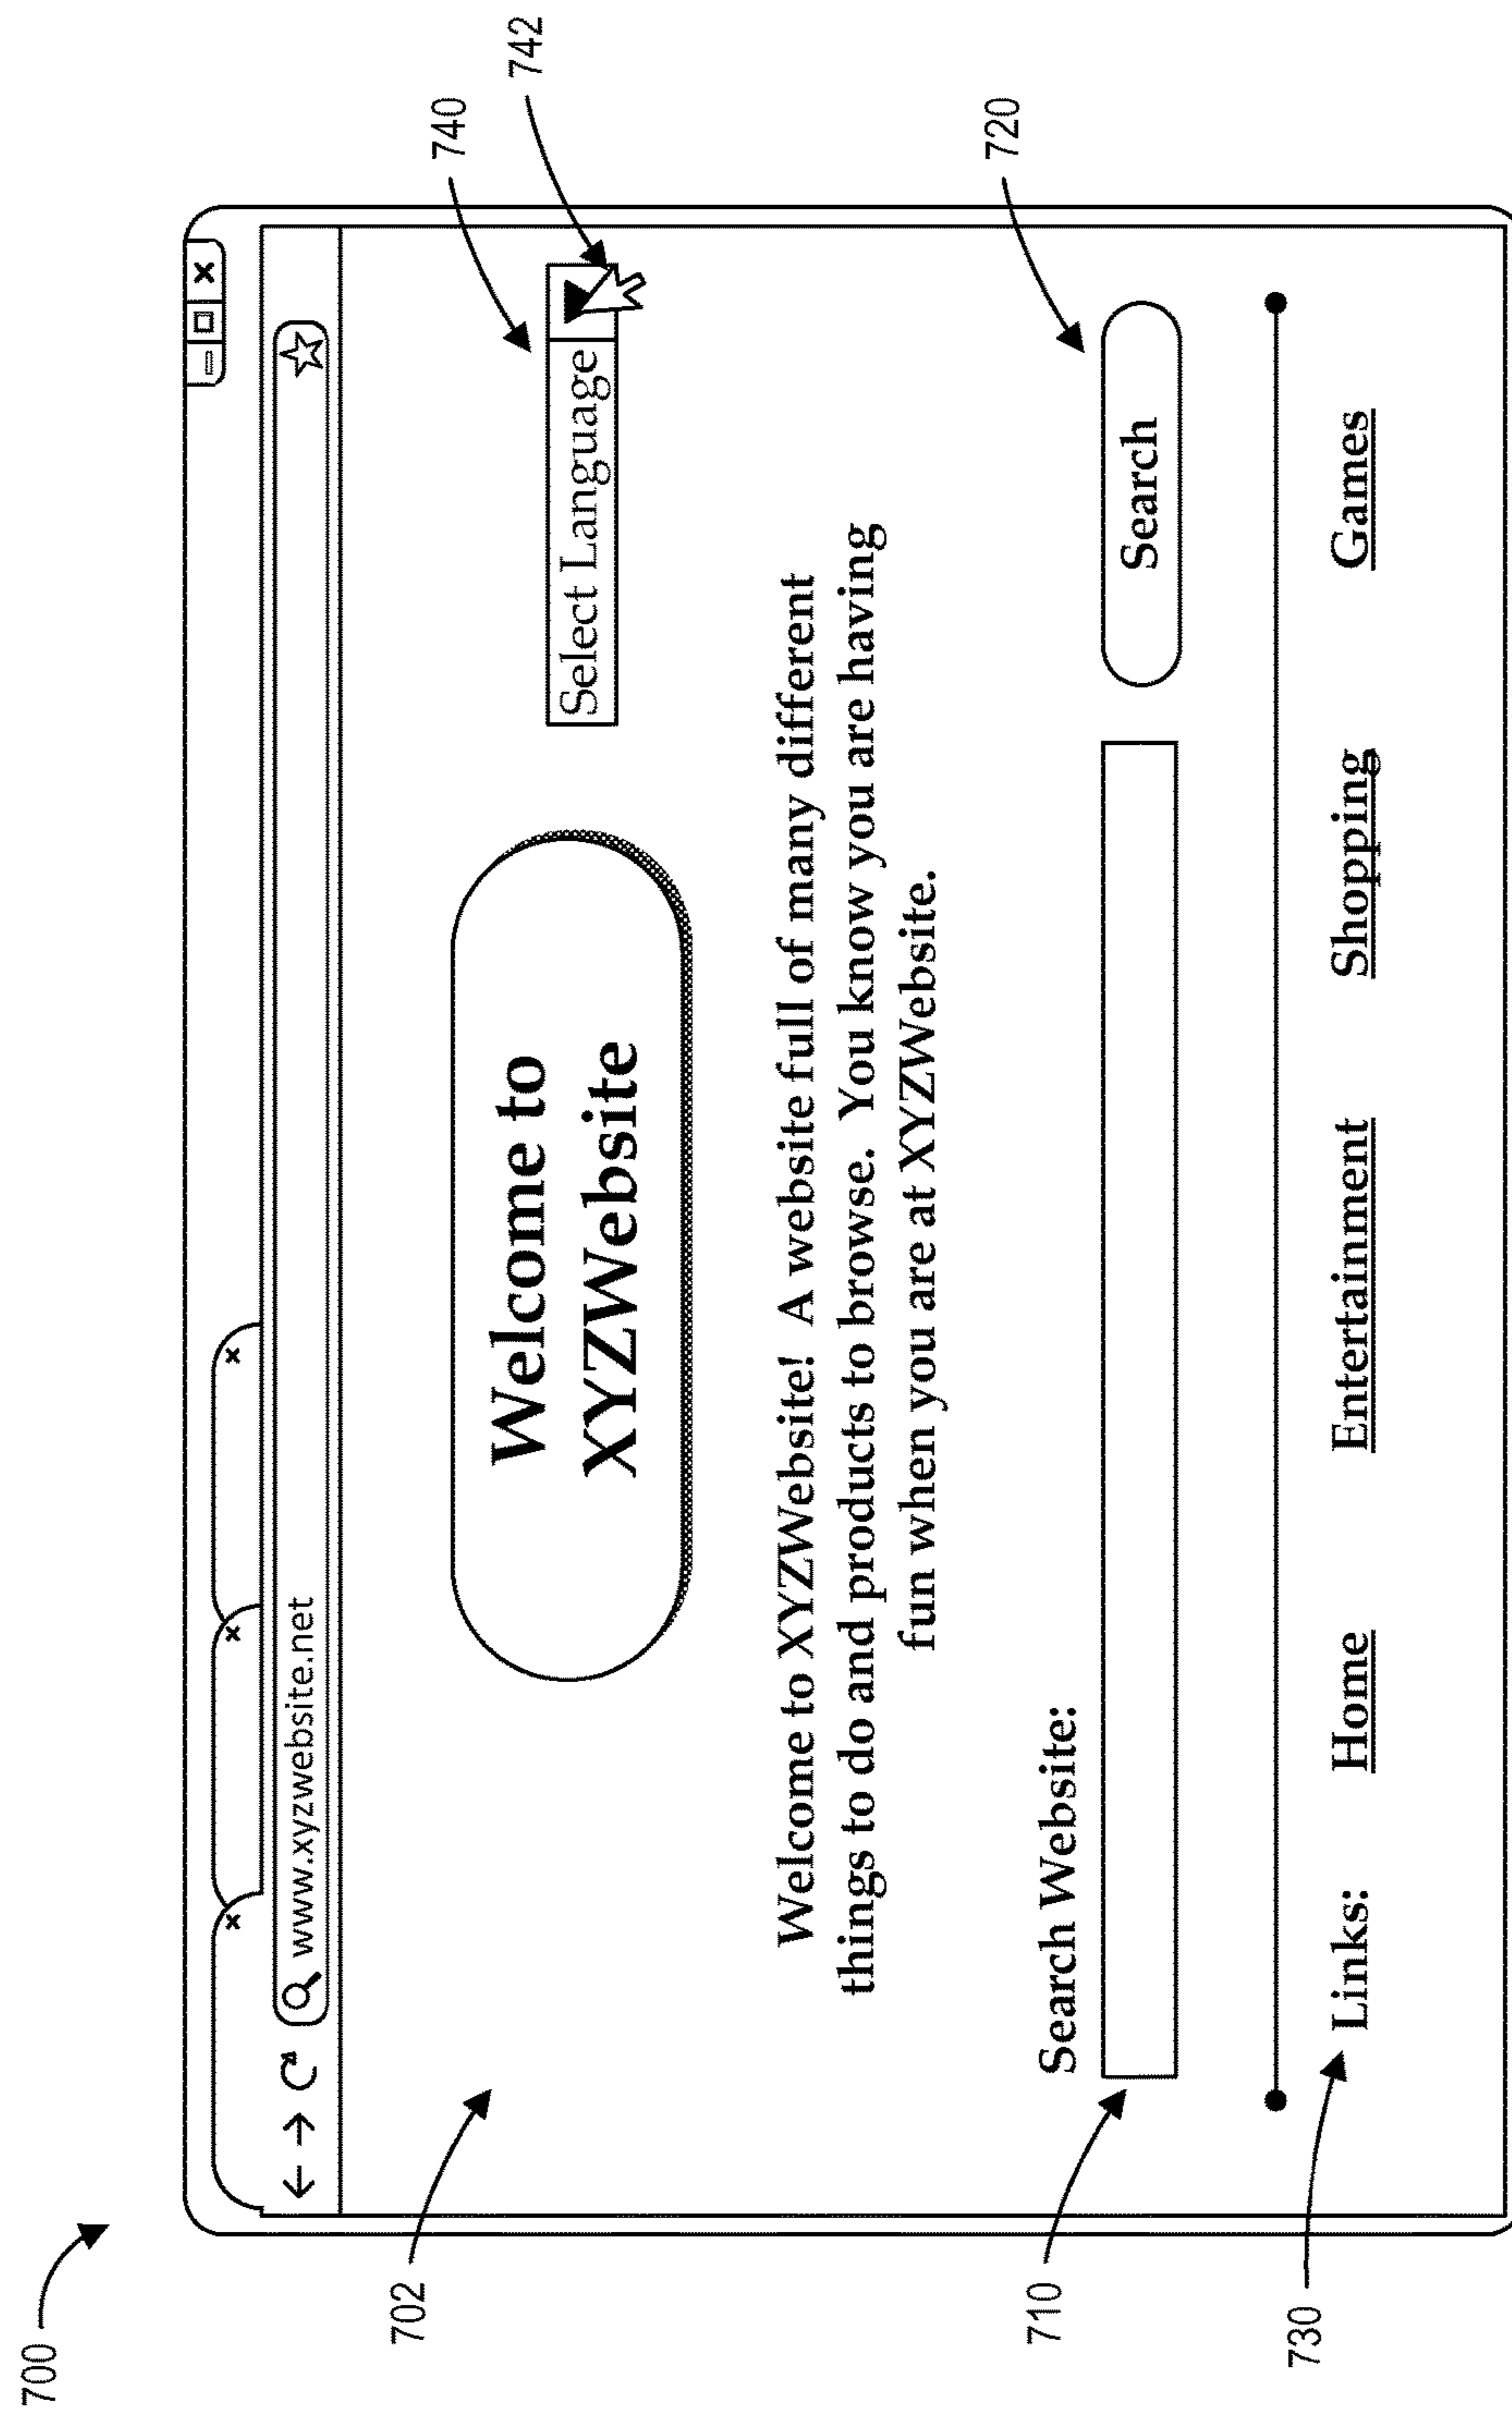 700
www.xyzwebsite.net
702
Welcome to
XYZWebsite
740
742
Select Language
Welcome to XYZWebsite!  A website full of many different
things to do and products to browse.  You know you are having
fun when you are at XYZWebsite.
Search Website:
710
Search
720
730
Links: Home Entertainment Shopping Games